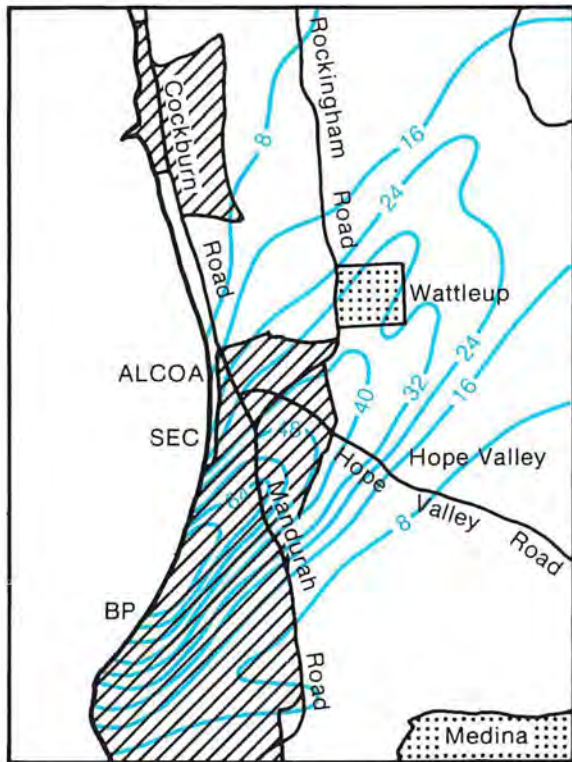 Rockingham
Road
Cockburn
Road
8
16
24
Wattleup
24
ALCOA
32
16
40
SEC
48
Hope
Valley
Road
Hope Valley
64
Mandurah
Road
8
BP
Medina